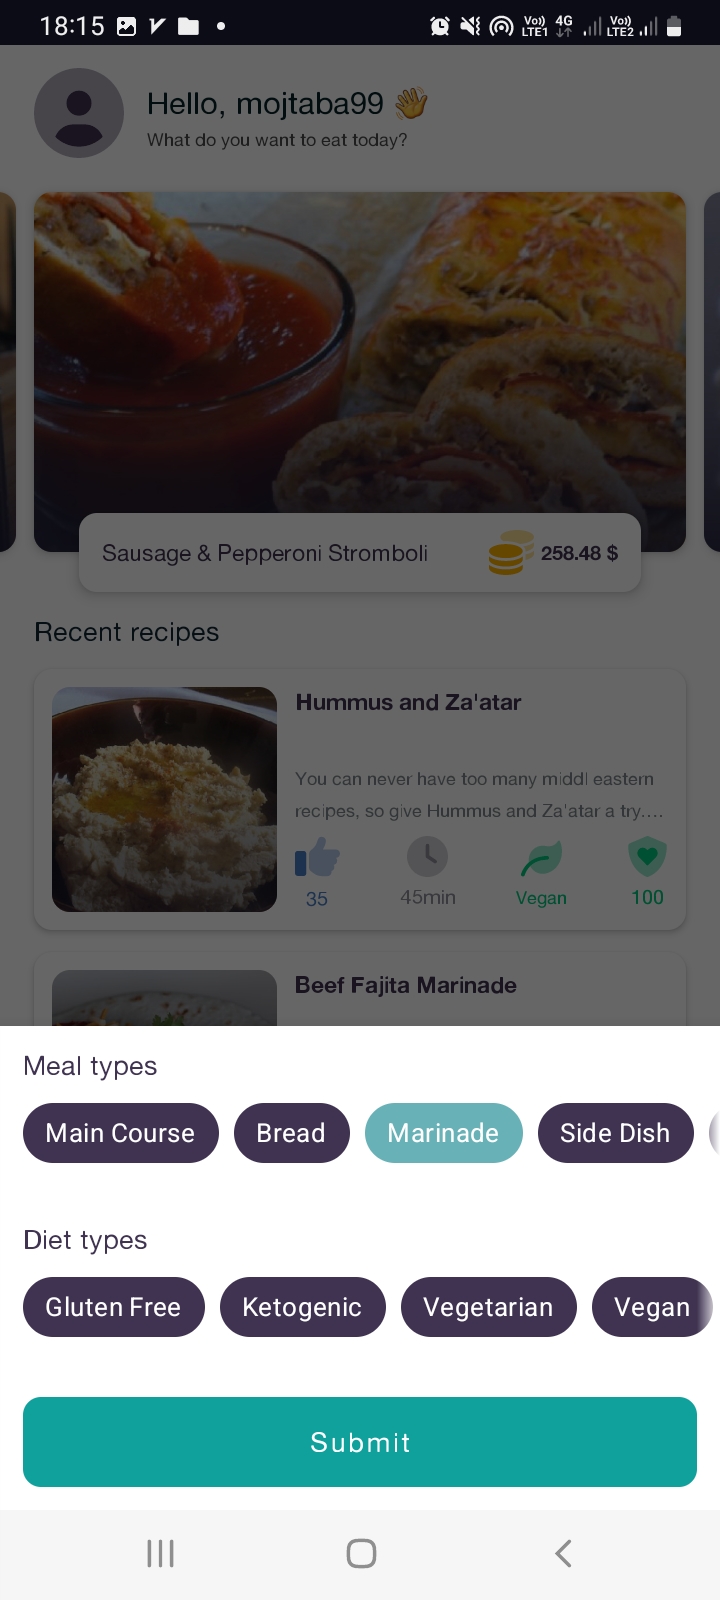 18:15
Vo)) LTE1 4G Vo)) LTE2
Hello, mojtaba99 👋
What do you want to eat today?
Sausage & Pepperoni Stromboli 258.48 $
Recent recipes
Hummus and Za'atar
You can never have too many middl eastern
recipes, so give Hummus and Za'atar a try....
35 45min Vegan 100
Beef Fajita Marinade
Meal types
Main Course Bread Marinade Side Dish
Diet types
Gluten Free Ketogenic Vegetarian Vegan
Submit